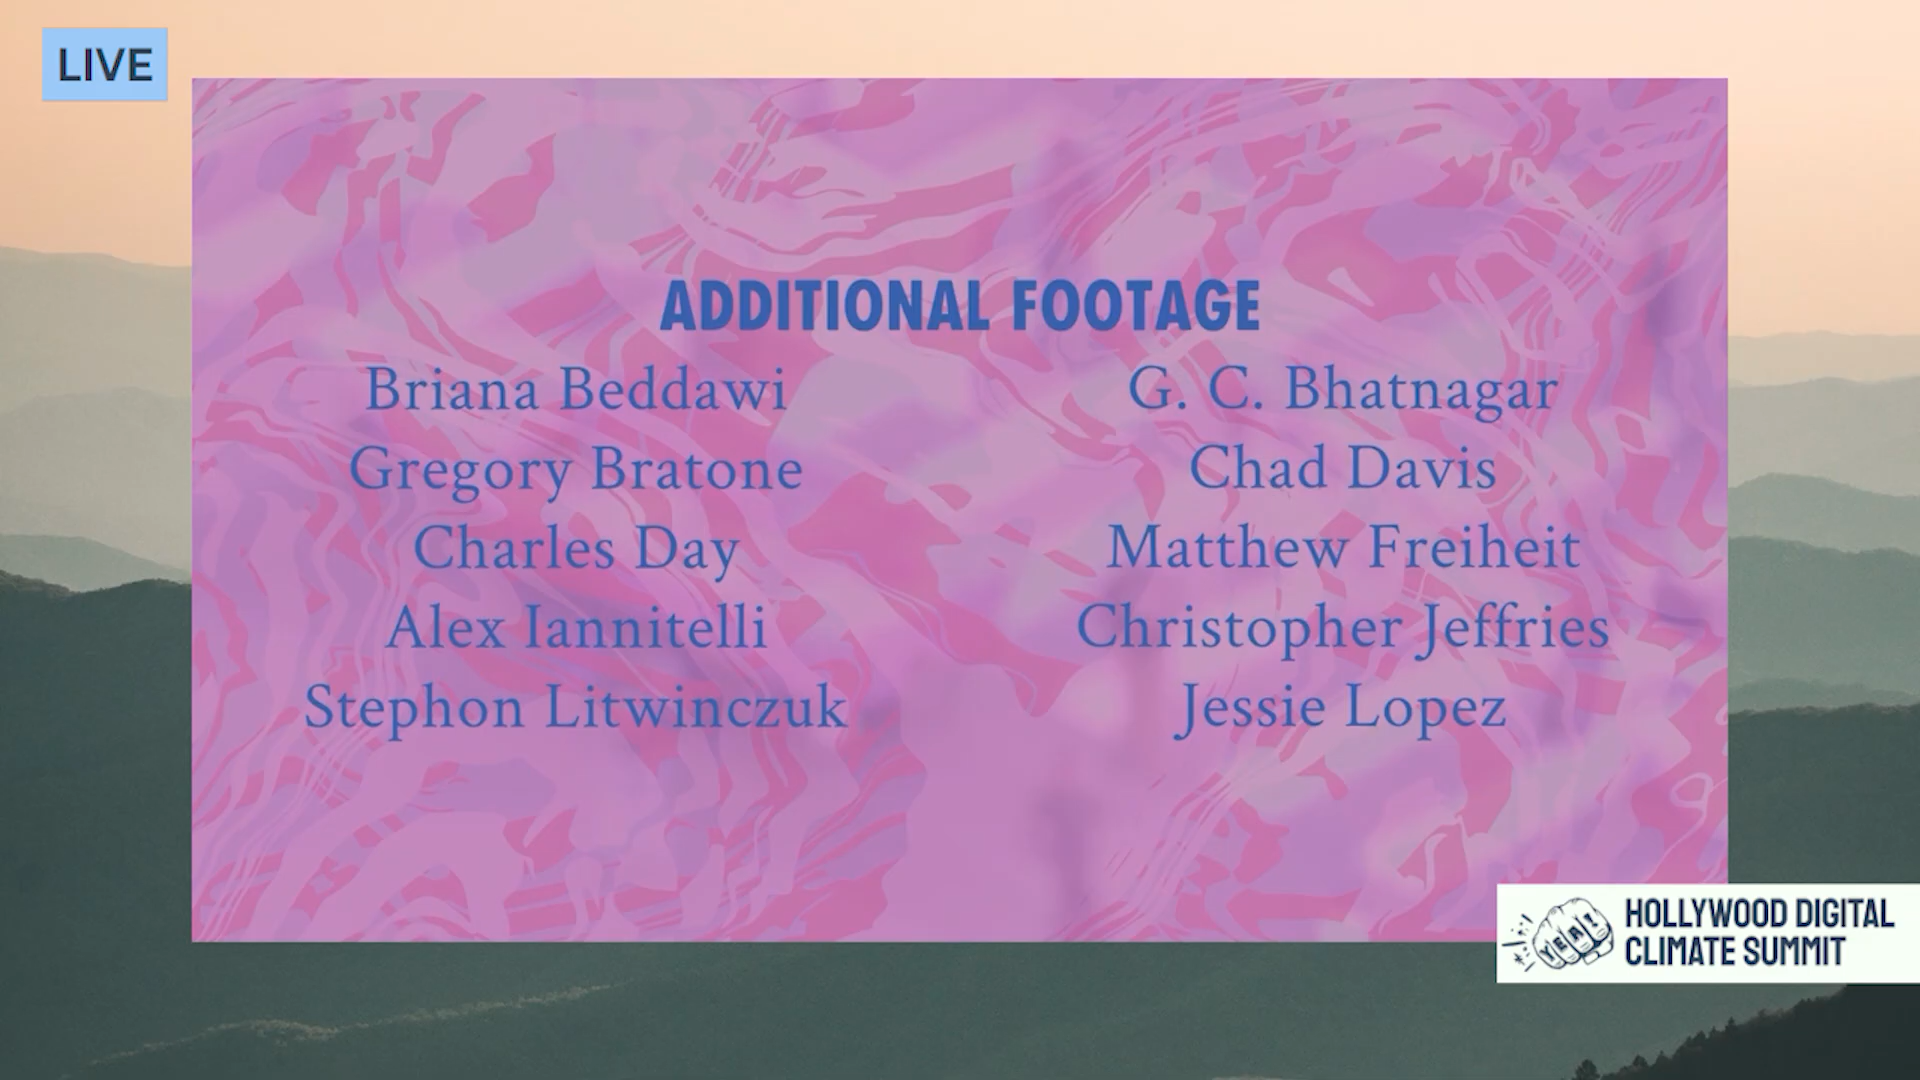 LIVE
ADDITIONAL FOOTAGE
Briana Beddawi
G. C. Bhatnagar
Gregory Bratone
Chad Davis
Charles Day
Matthew Freiheit
Alex Iannitelli
Christopher Jeffries
Stephon Litwinczuk
Jessie Lopez
YEA!
HOLLYWOOD DIGITAL
CLIMATE SUMMIT